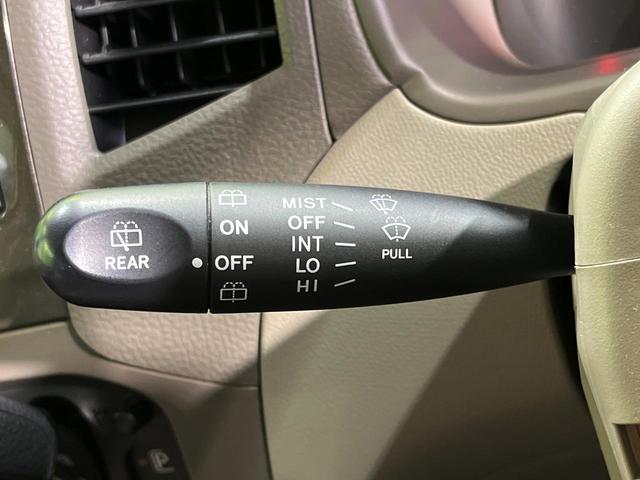 REAR
ON
OFF
MIST
OFF
INT
LO
HI
PULL